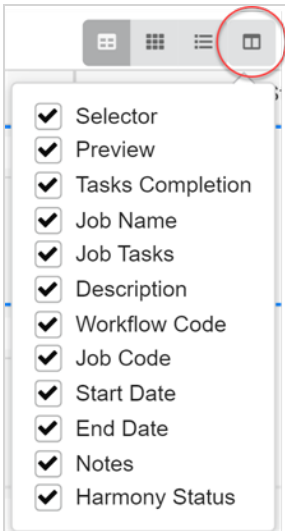 Selector
Preview
Tasks Completion
Job Name
Job Tasks
Description
Workflow Code
Job Code
Start Date
End Date
Notes
Harmony Status